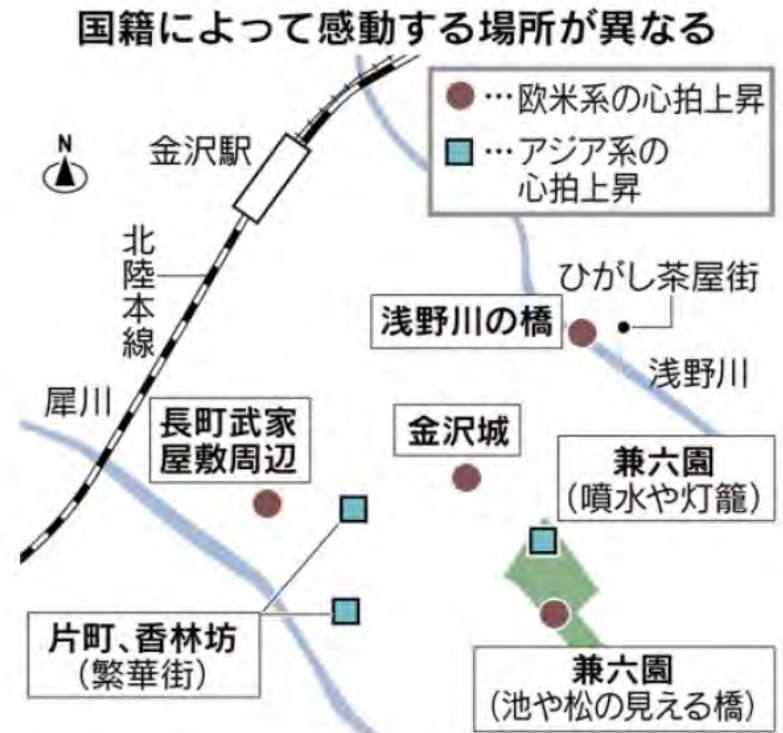 国籍によって感動する場所が異なる
…欧米系の心拍上昇
…アジア系の
心拍上昇
N
金沢駅
北陸本線
ひがし茶屋街
浅野川の橋
浅野川
犀川
長町武家
屋敷周辺
金沢城
兼六園
(噴水や灯籠)
片町、香林坊
(繁華街)
兼六園
(池や松の見える橋)